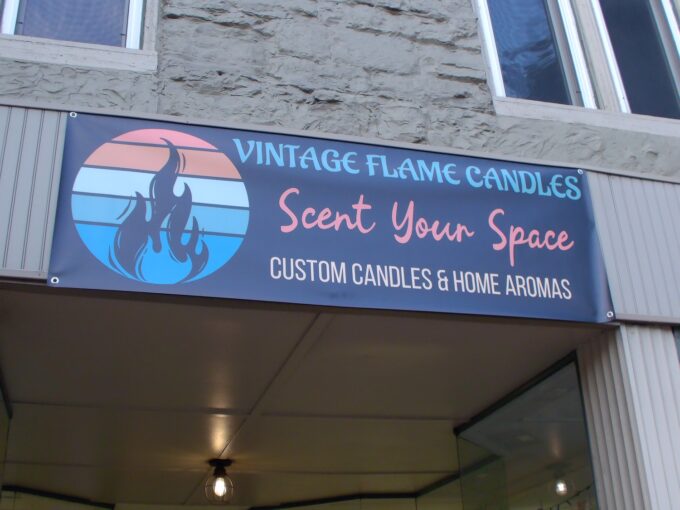 VINTAGE FLAME CANDLES
Scent Your Space
CUSTOM CANDLES & HOME AROMAS